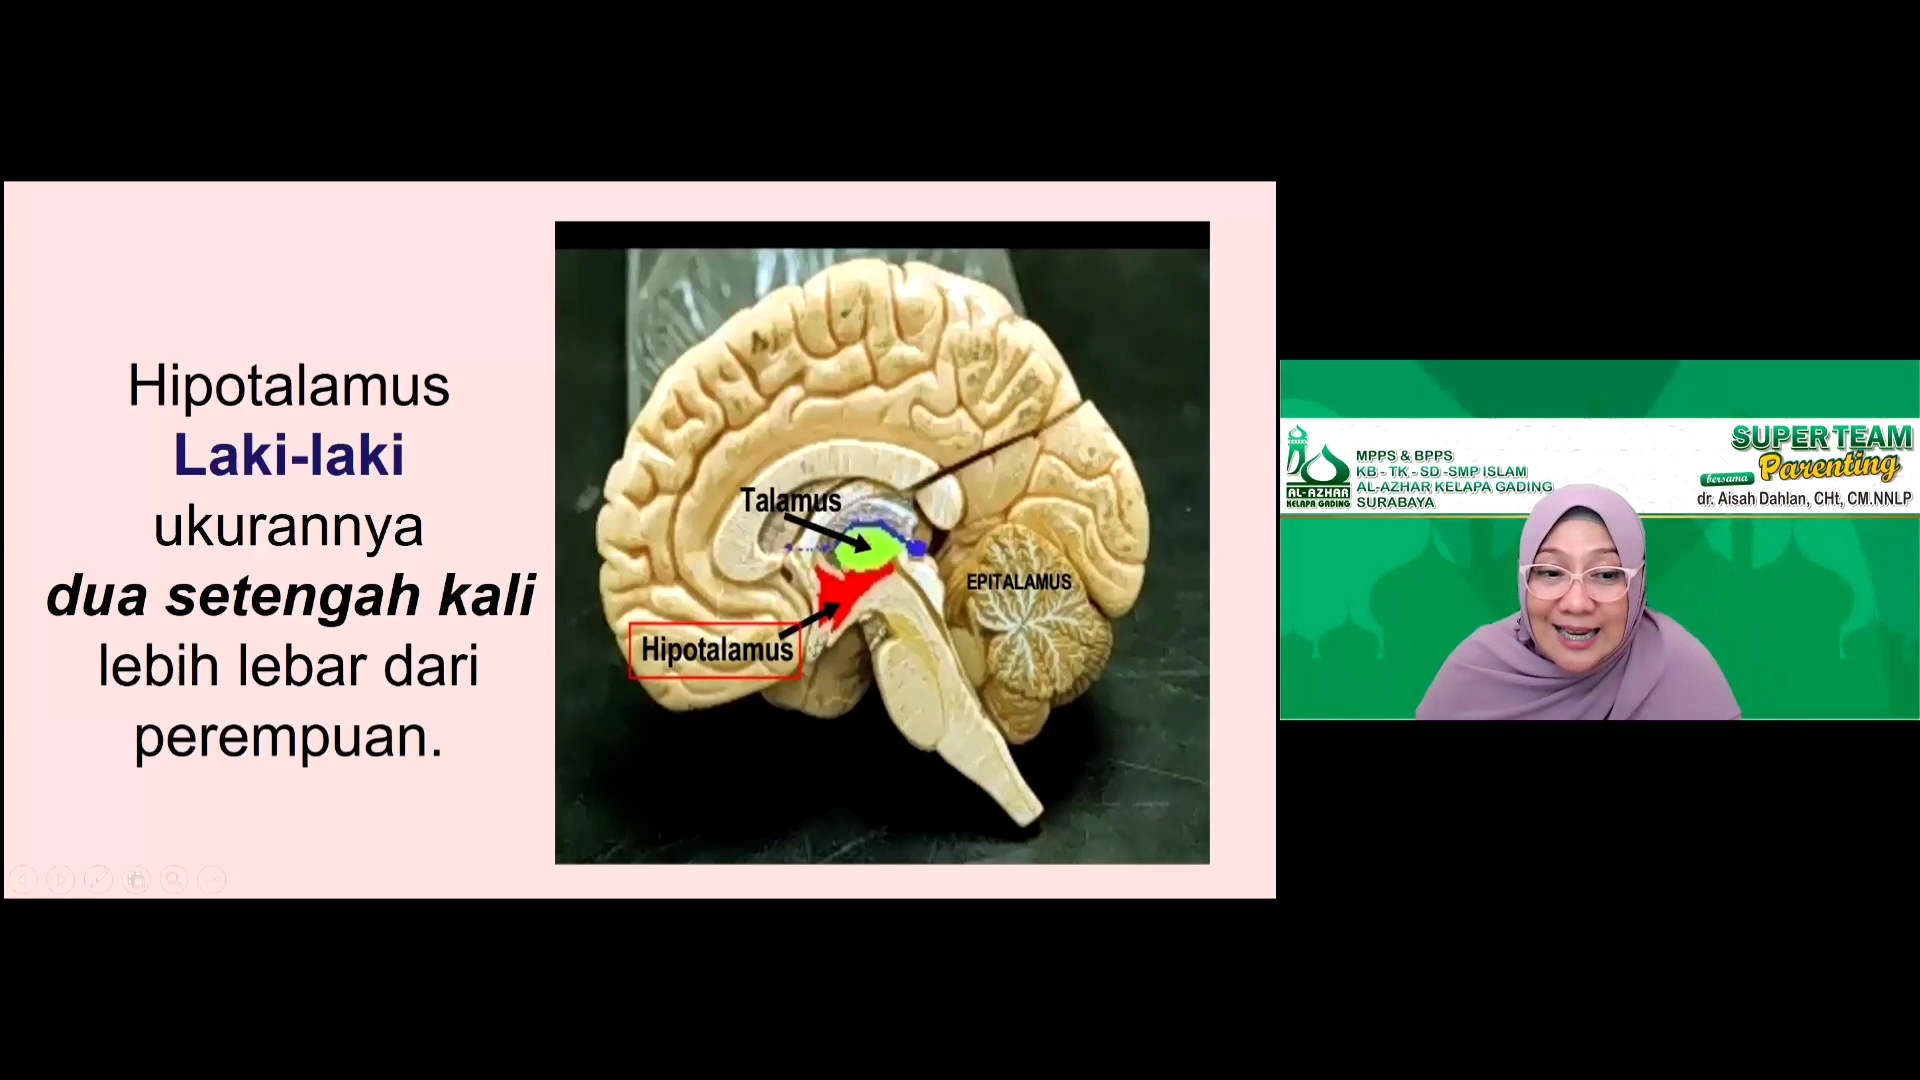 Hipotalamus
Laki-laki
ukurannya
dua setengah kali
lebih lebar dari
perempuan.
Talamus
EPITALAMUS
Hipotalamus
AL-AZHAR
KELAPA GADING
MPPS & BPPS
KB - TK - SD -SMP ISLAM
AL-AZHAR KELAPA GADING
SURABAYA
SUPER TEAM
bersama Parenting
dr. Aisah Dahlan, CHt, CM.NNLP